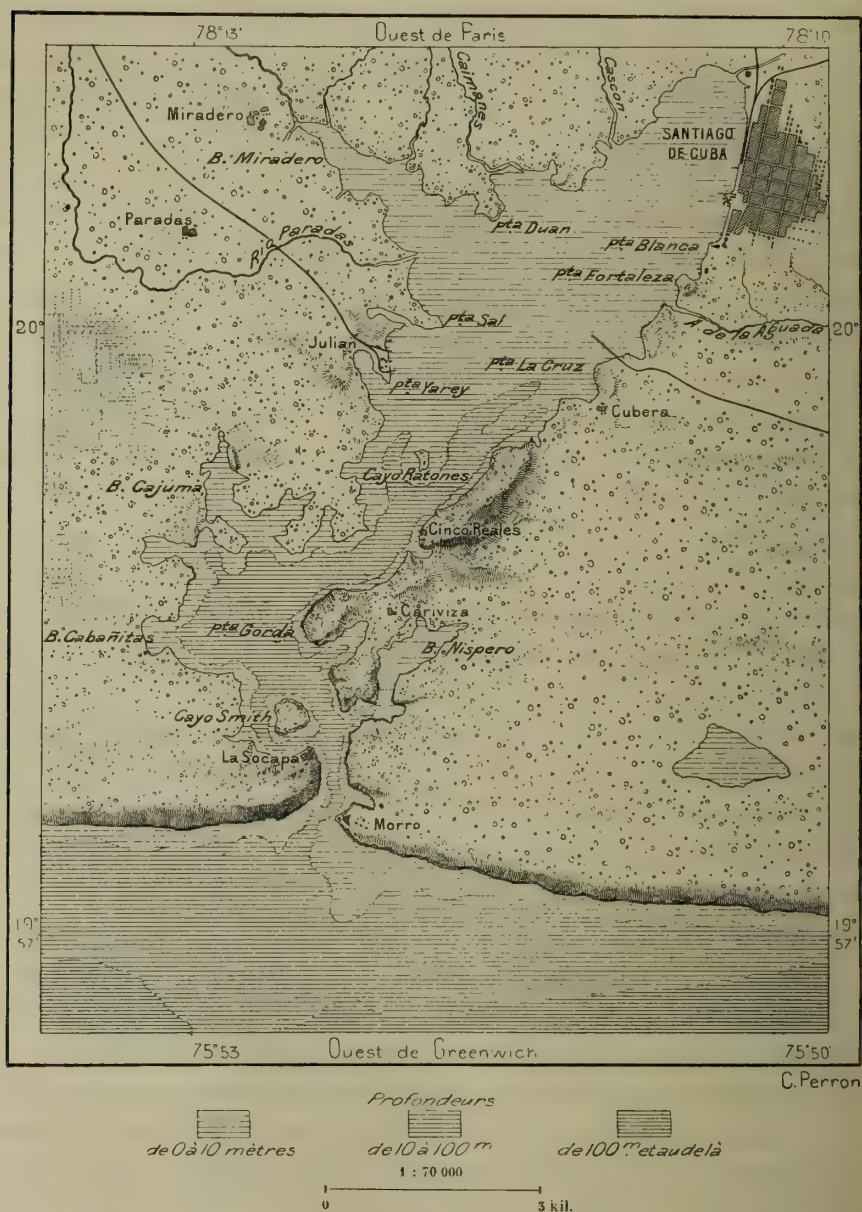 78°13' Ouest de Paris 78°10
Caimanes
Cascon
Miradero
SANTIAGO
DE CUBA
B. Miradero
Paradas
Rio Paradas
pta Duan
pta Blanca
pta Fortaleza
20° 20°
pta Sal
A. de la Aguada
Julian
pta La Cruz
pta Yarey
Cubera
B. Cajuma
Cayo Ratones
Cinco Reales
Cariviza
pta Gorda
B. Cabañitas
B. Nispero
Cayo Smith
La Socapa
Morro
19° 19°
57' 57'
75°53 Ouest de Greenwich 75°50'
C. Perron
Profondeurs
de 0 à 10 mètres de 10 à 100 m de 100 m et au delà
1 : 70 000
0 3 kil.